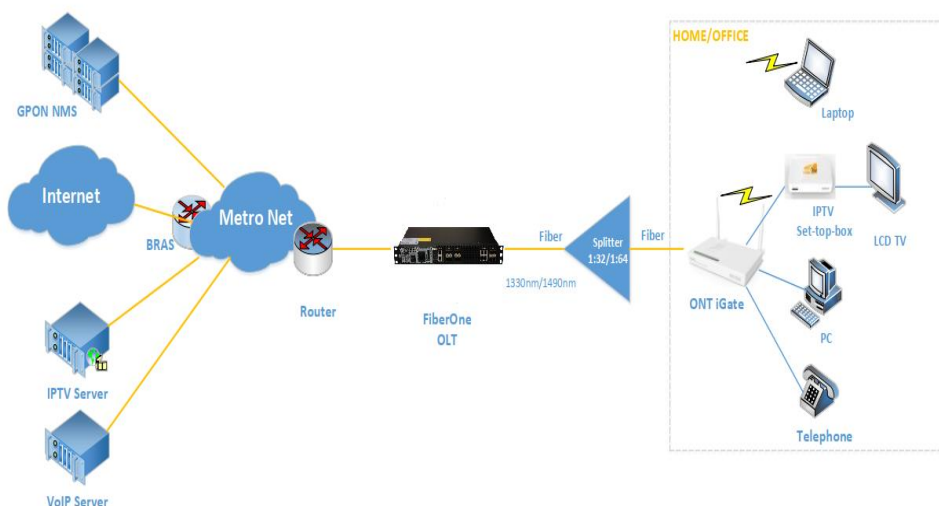 HOME/OFFICE
GPON NMS
Laptop
Internet
Metro Net
BRAS
IPTV
Set-top-box
LCD TV
Fiber
Splitter
1:32/1:64
Fiber
1330nm/1490nm
Router
FiberOne
OLT
ONT iGate
PC
IPTV Server
Telephone
VoIP Server